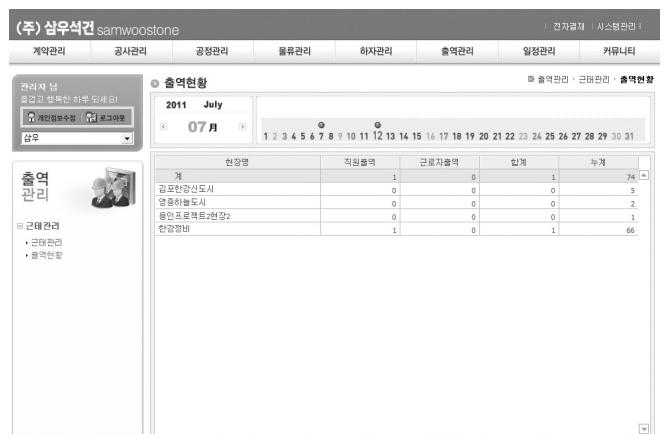 (주) 삼우석건 samwoostone
전자결재 | 시스템관리
계약관리 공사관리 공정관리 물류관리 하자관리 출역관리 일정관리 커뮤니티
관리자 님
즐겁고 행복한 하루 되세요!
개인정보수정 로그아웃
삼우
출역
관리
근태관리
근태관리
출역현황
출역현황
출역관리 · 근태관리 · 출역현황
2011 July
07월
1 2 3 4 5 6 7 8 9 10 11 12 13 14 15 16 17 18 19 20 21 22 23 24 25 26 27 28 29 30 31
현장명 직원출역 근로자출역 합계 누계
계 1 0 1 74
김포한강신도시 0 0 0 5
영종하늘도시 0 0 0 2
용인프로젝트2현장2 0 0 0 1
한강정비 1 0 1 66